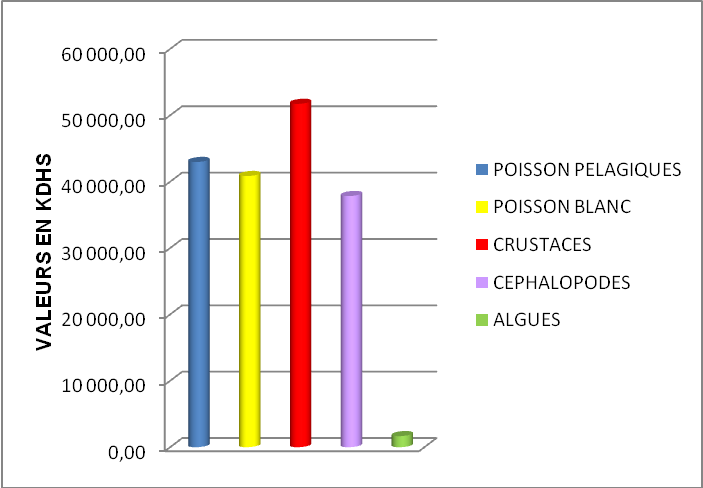 VALEURS EN KDHS
60 000,00
50 000,00
40 000,00
30 000,00
20 000,00
10 000,00
0,00
POISSON PELAGIQUES
POISSON BLANC
CRUSTACES
CEPHALOPODES
ALGUES